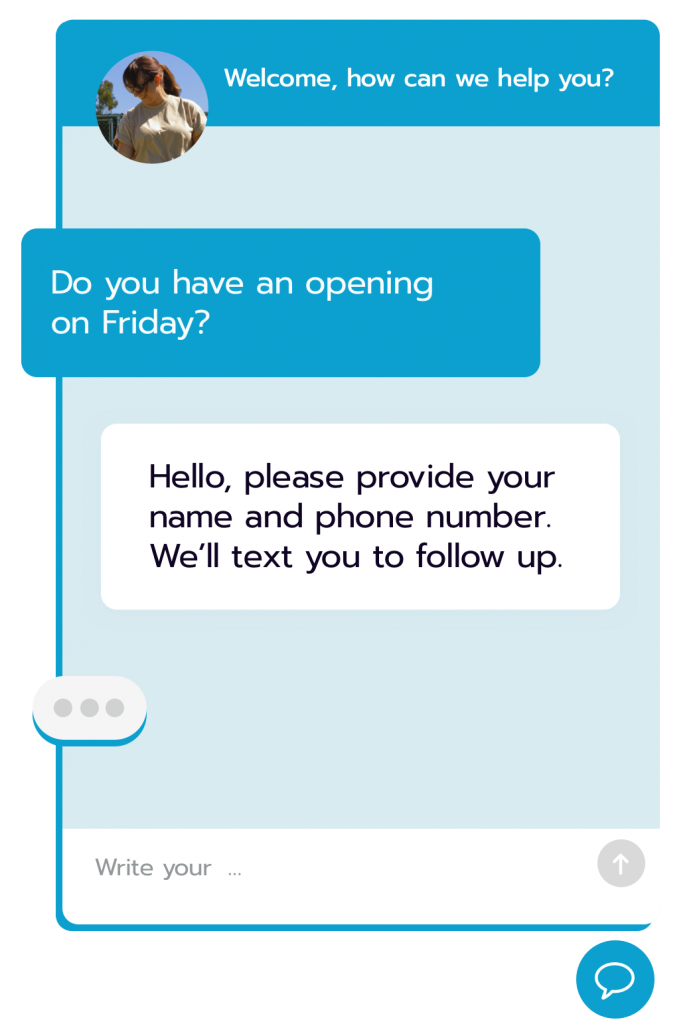 Welcome, how can we help you?
Do you have an opening
on Friday?
Hello, please provide your
name and phone number.
We’ll text you to follow up.
Write your ...